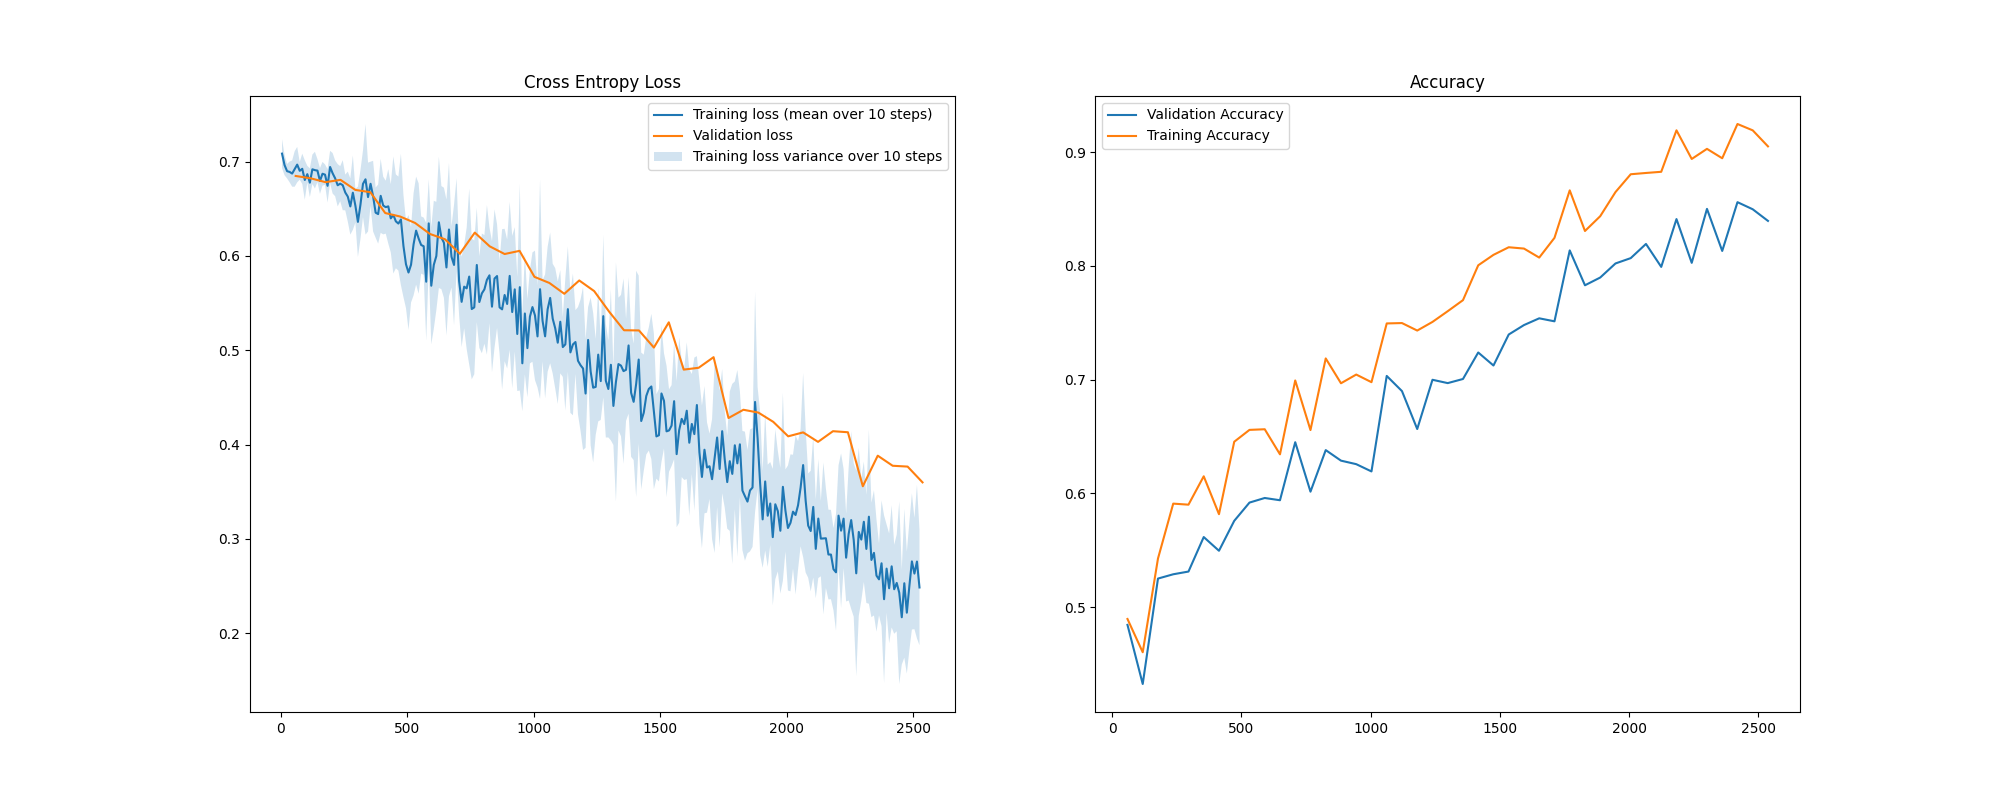 Cross Entropy Loss
Training loss (mean over 10 steps)
Validation loss
Training loss variance over 10 steps
0.7
0.6
0.5
0.4
0.3
0.2
0 500 1000 1500 2000 2500
Accuracy
Validation Accuracy
Training Accuracy
0.9
0.8
0.7
0.6
0.5
0 500 1000 1500 2000 2500